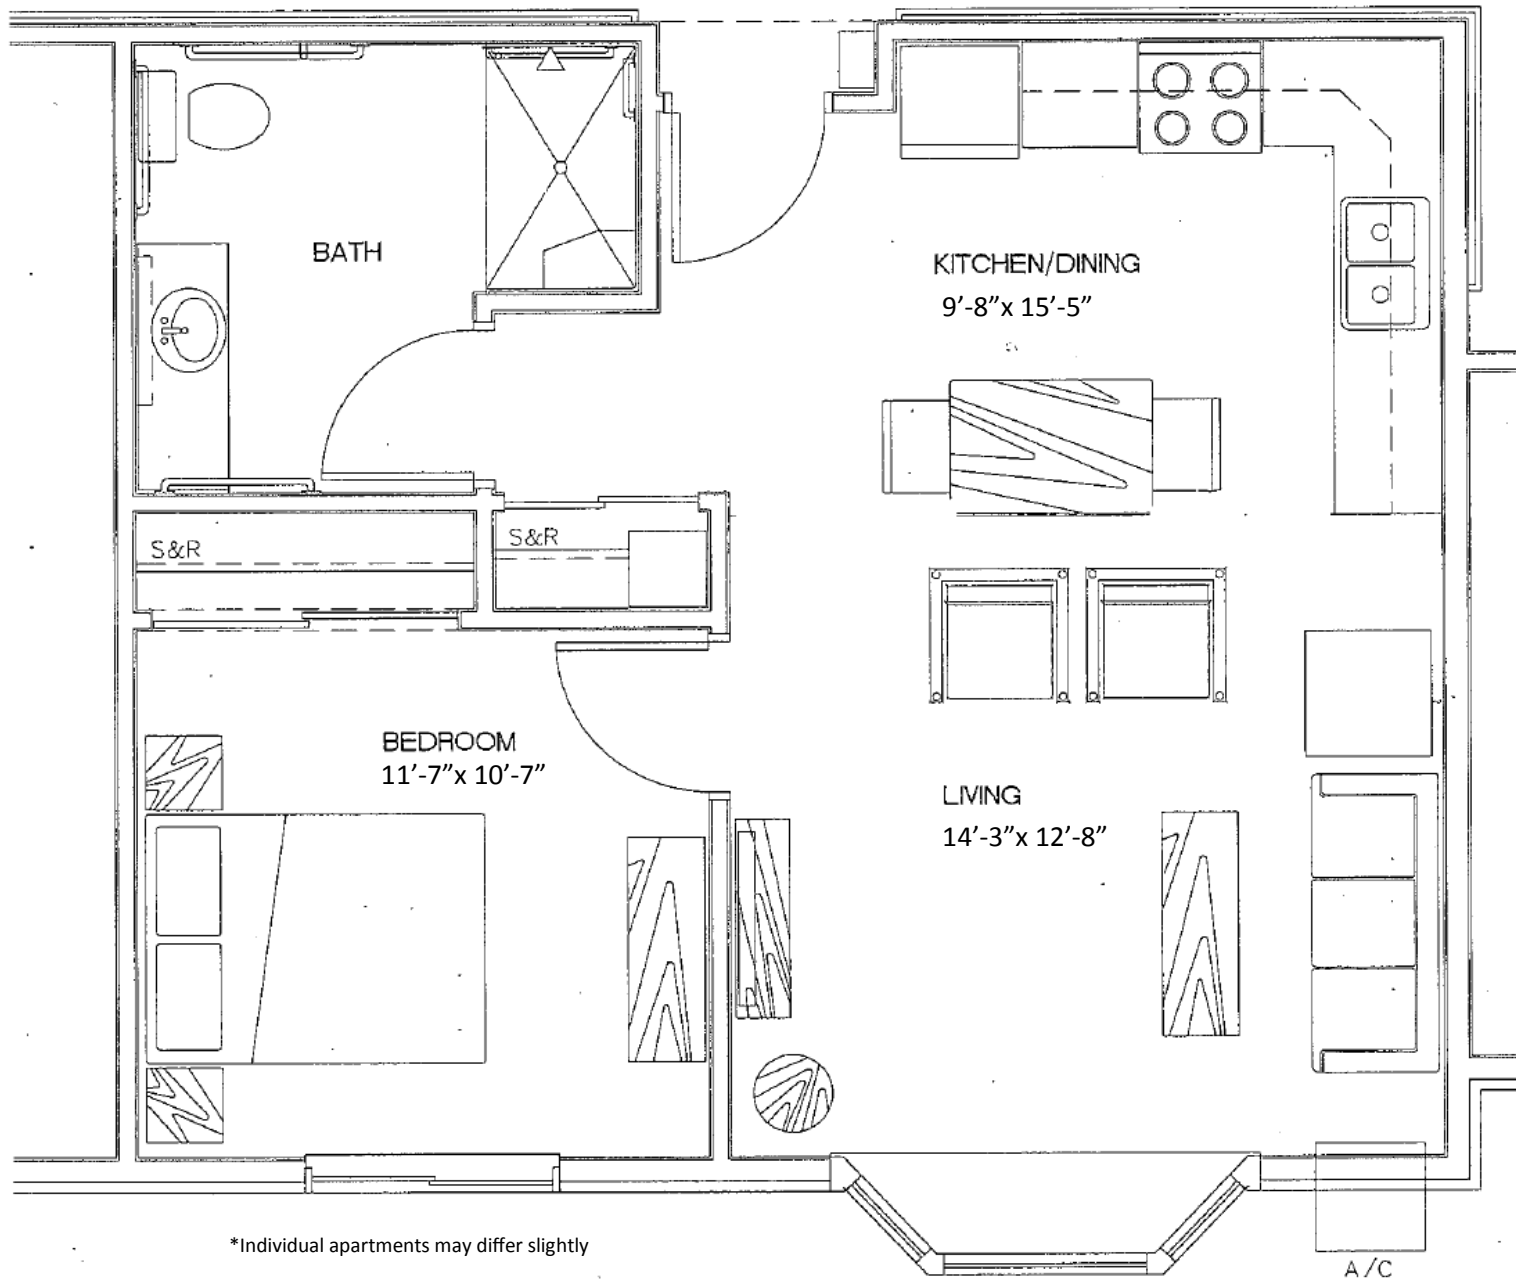 BATH
KITCHEN/DINING
9’-8”x 15’-5”
S&R
S&R
BEDROOM
11’-7”x 10’-7”
LIVING
14’-3”x 12’-8”
*Individual apartments may differ slightly
A/C